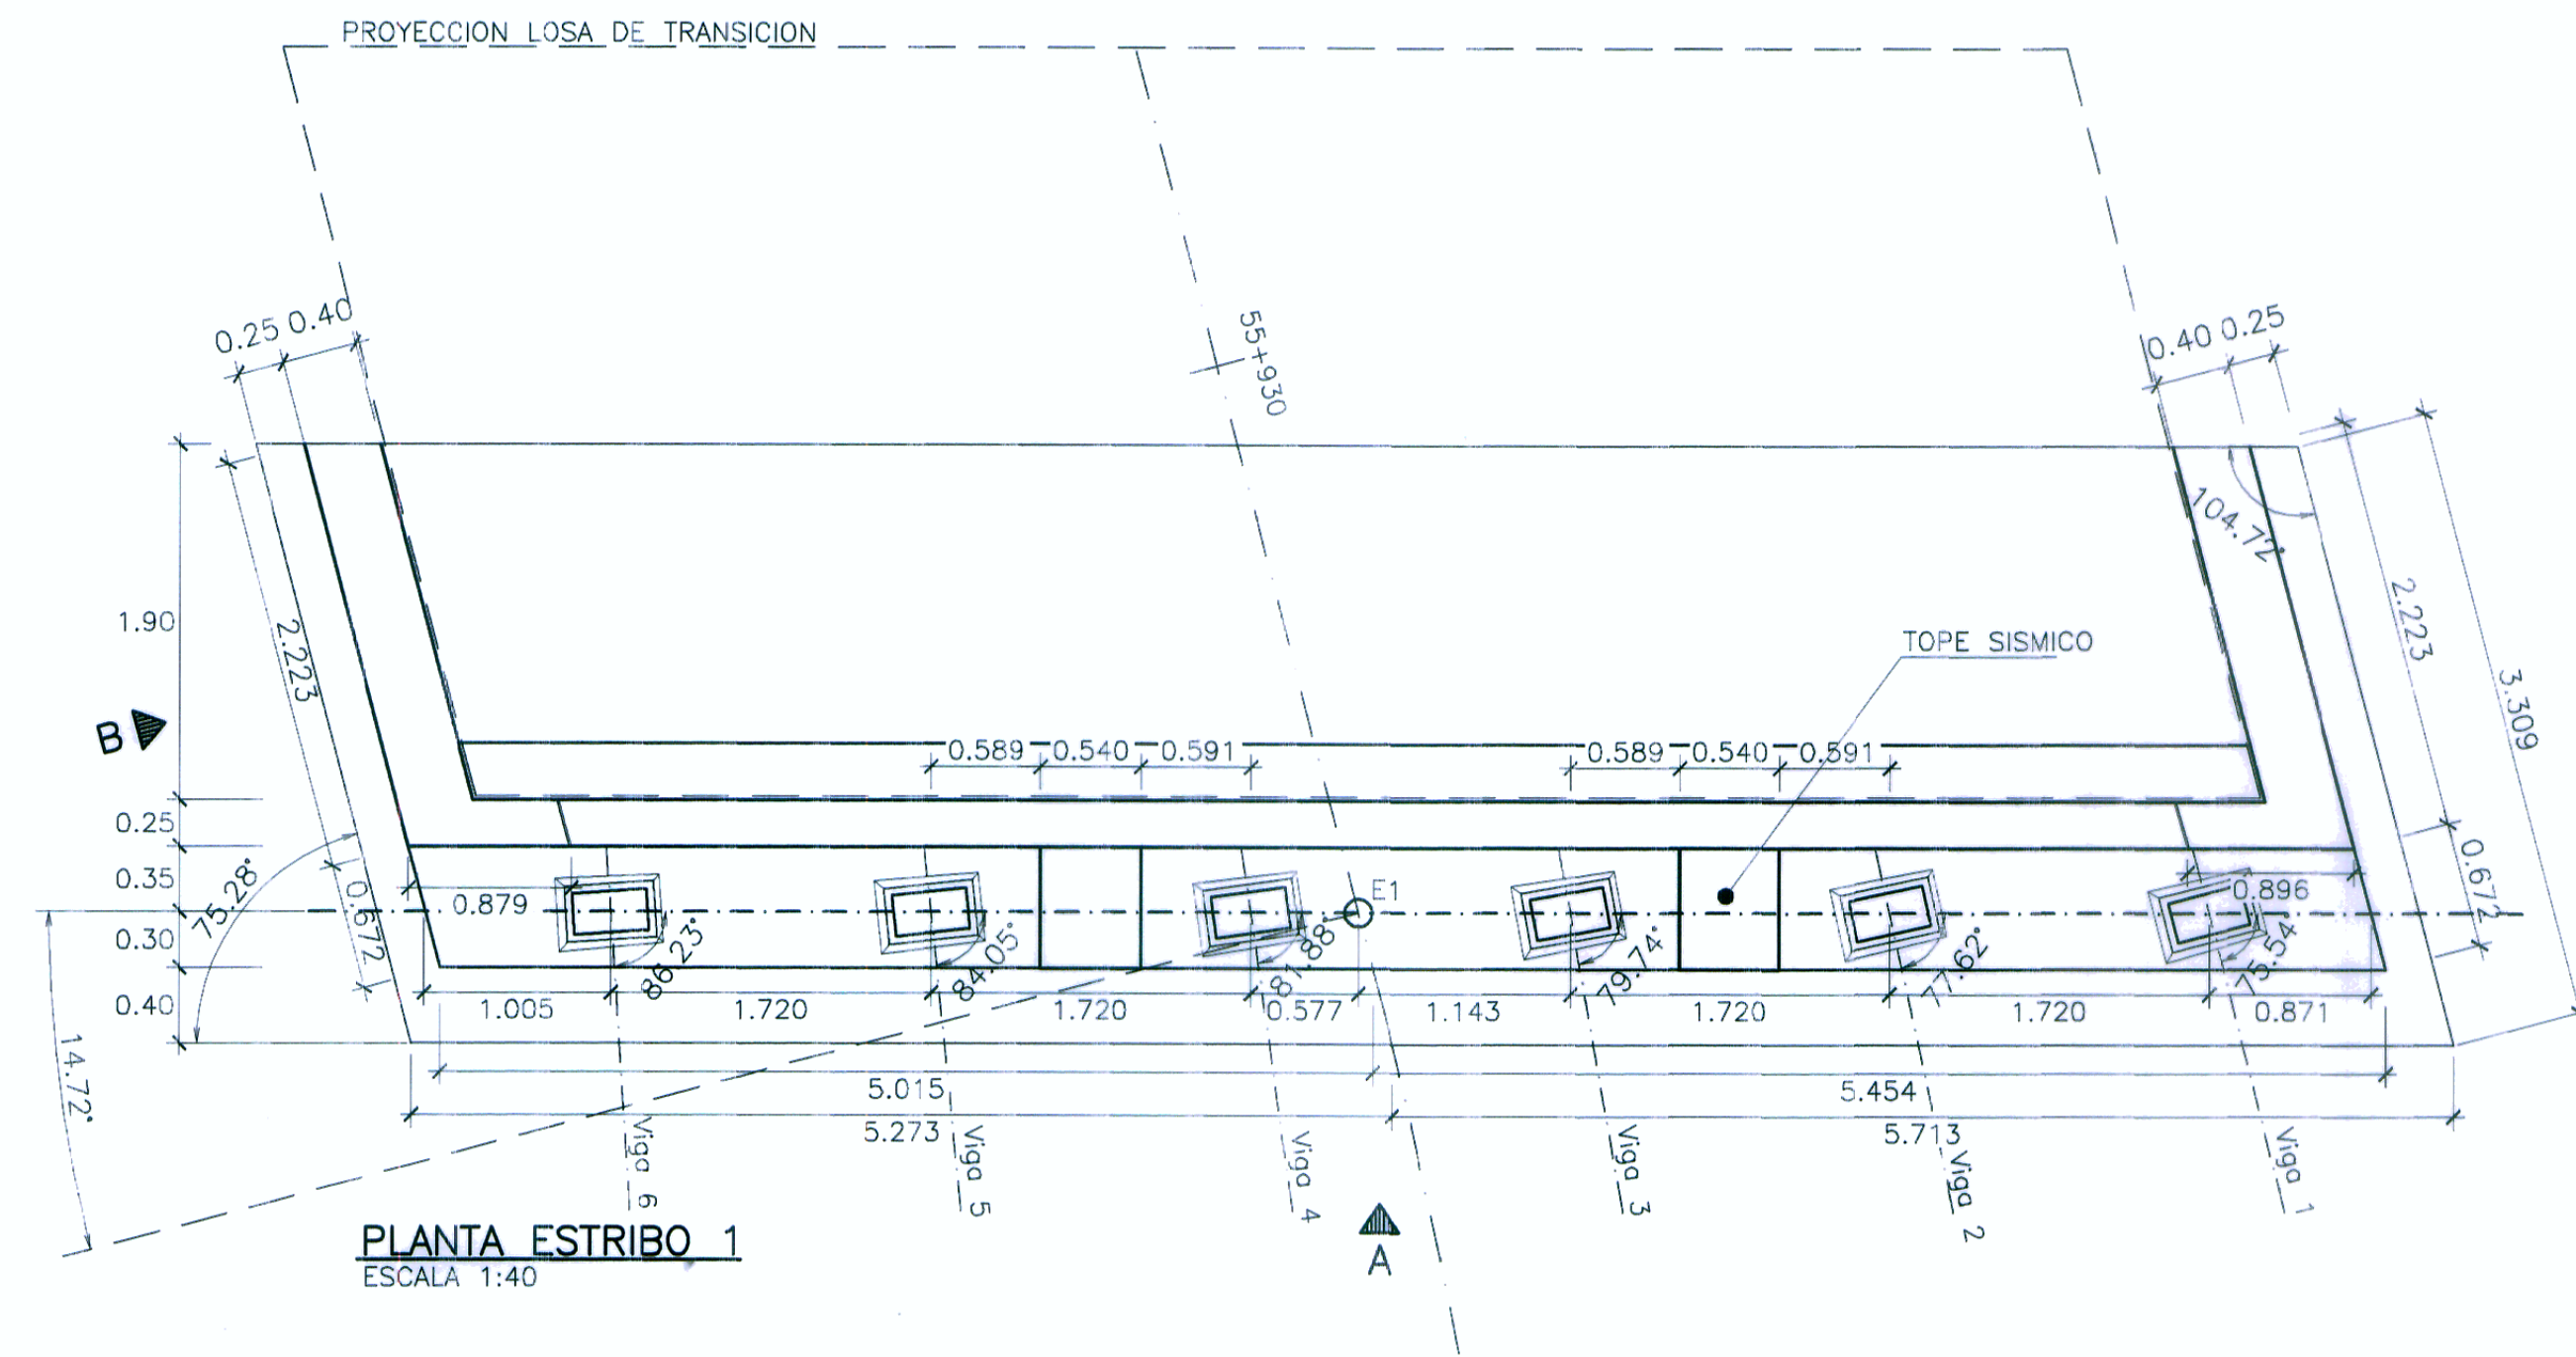 PROYECCION LOSA DE TRANSICION
55+930
0.25 0.40
0.40 0.25
104.72°
1.90
2.223
2.223
3.309
TOPE SISMICO
B
0.589 0.540 0.591
0.589 0.540 0.591
0.25
0.35
0.30
0.40
75.28°
0.672
0.879
E1
0.896
0.672
86.23°
84.05°
81.88°
79.74°
77.62°
75.54°
1.005 1.720 1.720 0.577 1.143 1.720 1.720 0.871
14.72°
5.015
5.454
5.273
5.713
Viga 6
Viga 5
Viga 4
Viga 3
Viga 2
Viga 1
A
PLANTA ESTRIBO 1
ESCALA 1:40